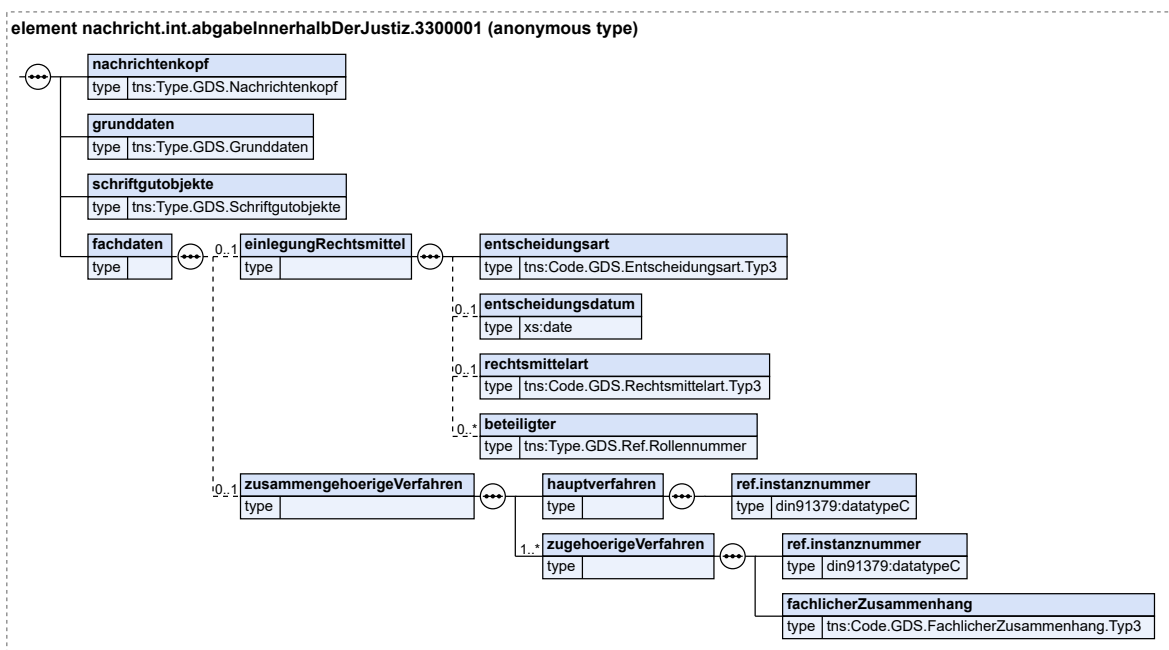 element nachricht.int.abgabeInnerhalbDerJustiz.3300001 (anonymous type)
nachrichtenkopf
type tns:Type.GDS.Nachrichtenkopf
grunddaten
type tns:Type.GDS.Grunddaten
schriftgutobjekte
type tns:Type.GDS.Schriftgutobjekte
fachdaten
type
0..1
einlegungRechtsmittel
type
entscheidungsart
type tns:Code.GDS.Entscheidungsart.Typ3
0..1
entscheidungsdatum
type xs:date
0..1
rechtsmittelart
type tns:Code.GDS.Rechtsmittelart.Typ3
0..*
beteiligter
type tns:Type.GDS.Ref.Rollennummer
0..1
zusammengehoerigeVerfahren
type
hauptverfahren
type
ref.instanznummer
type din91379:datatypeC
1..*
zugehoerigeVerfahren
type
ref.instanznummer
type din91379:datatypeC
fachlicherZusammenhang
type tns:Code.GDS.FachlicherZusammenhang.Typ3